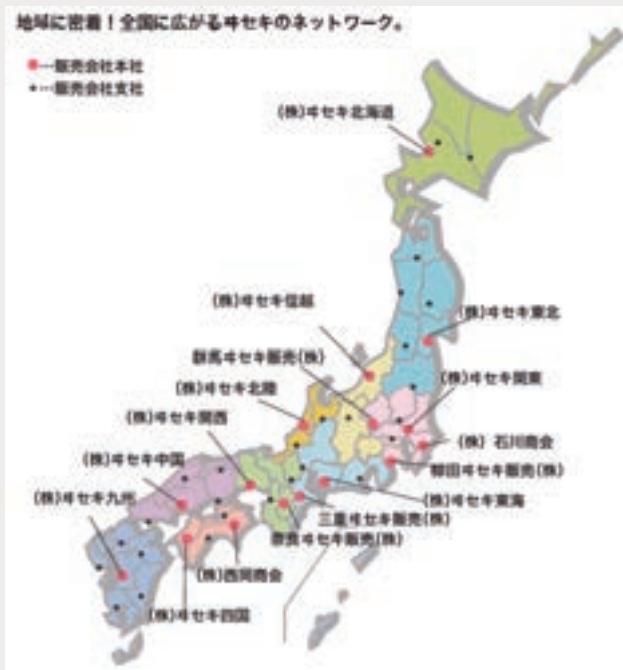 地域に密着！全国に広がるヰセキのネットワーク。
●…販売会社本社
•…販売会社支社
(株)ヰセキ北海道
(株)ヰセキ信越
(株)ヰセキ東北
群馬ヰセキ販売(株)
(株)ヰセキ関東
(株)ヰセキ北陸
(株)ヰセキ関西
(株) 石川商会
(株)ヰセキ中国
柳田ヰセキ販売(株)
(株)ヰセキ九州
(株)ヰセキ東海
三重ヰセキ販売(株)
奈良ヰセキ販売(株)
(株)西岡商会
(株)ヰセキ四国